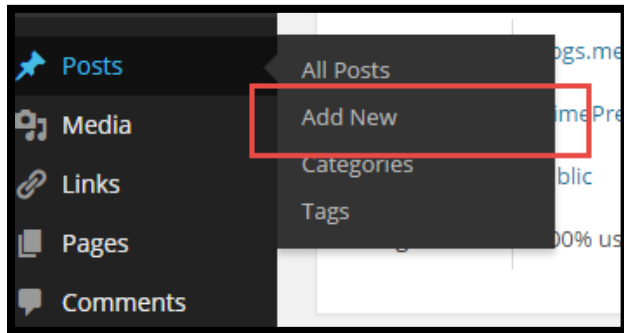 Posts
Media
Links
Pages
Comments
All Posts
Add New
Categories
Tags